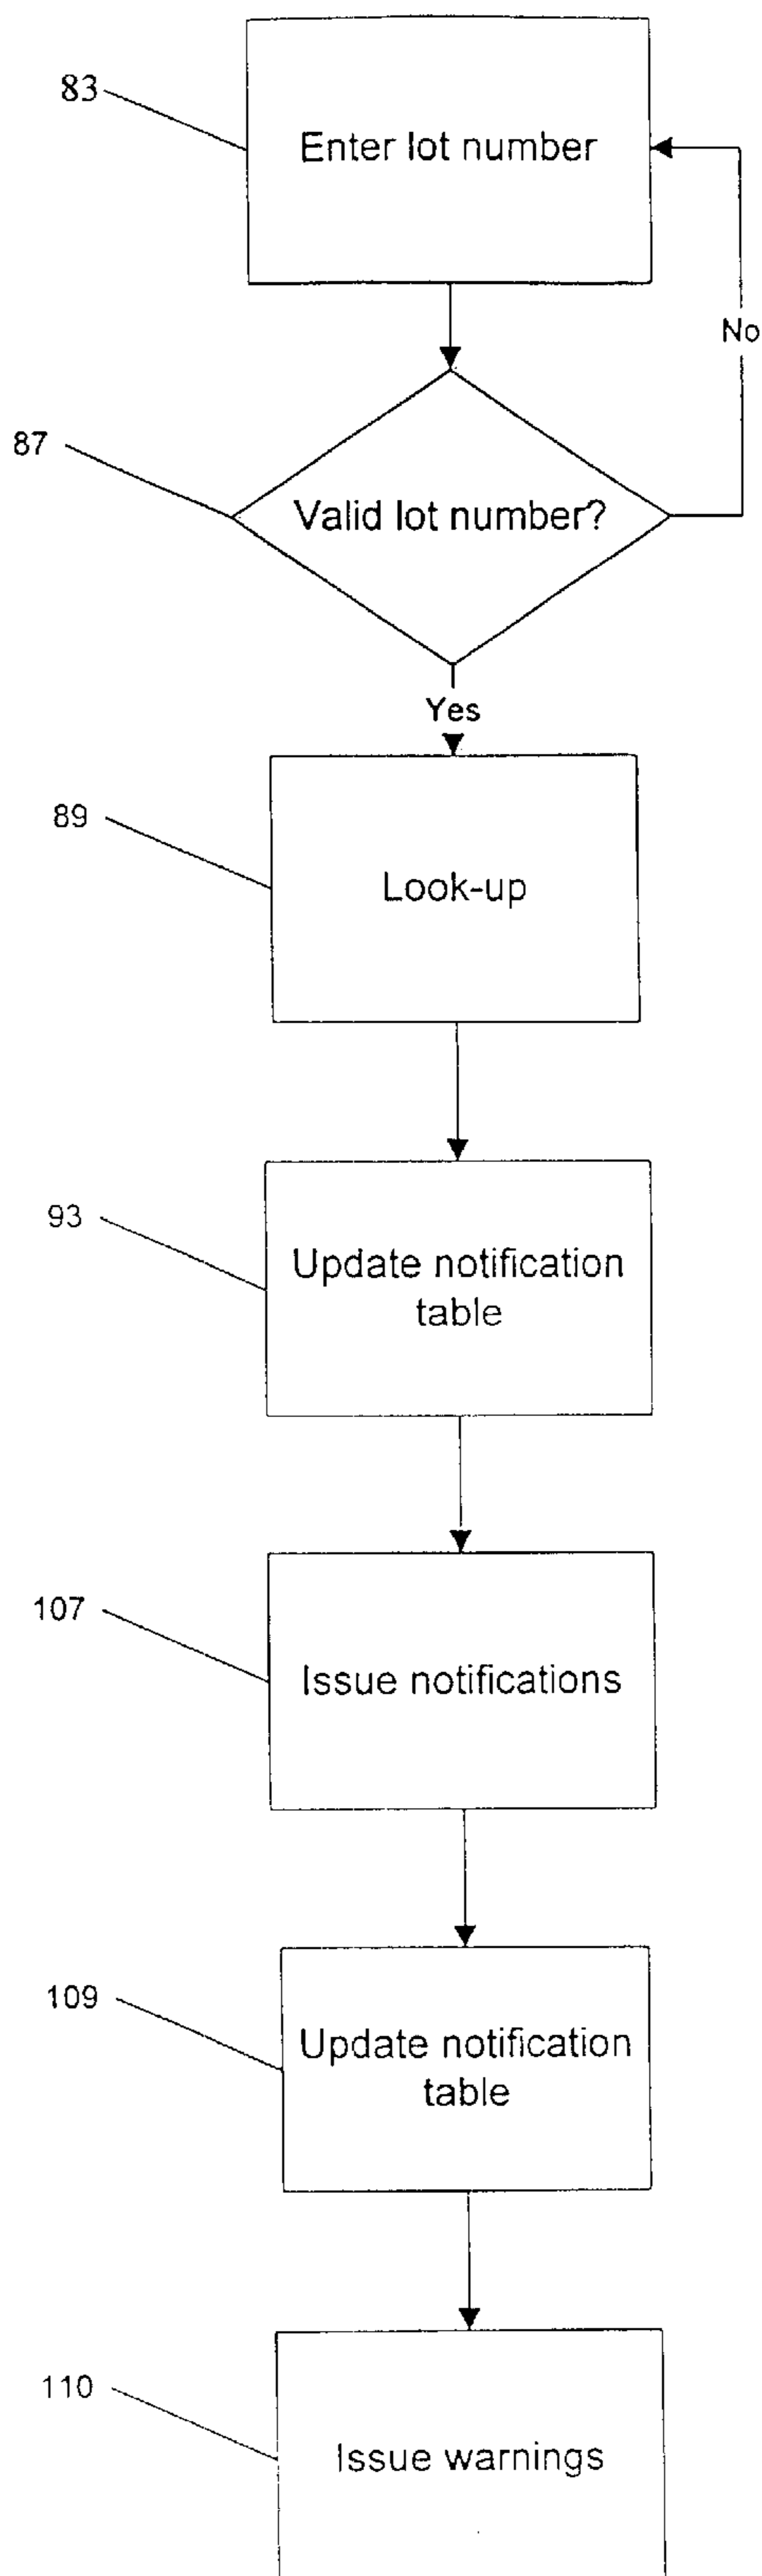 83
Enter lot number
No
87
Valid lot number?
Yes
89
Look-up
93
Update notification
table
107
Issue notifications
109
Update notification
table
110
Issue warnings